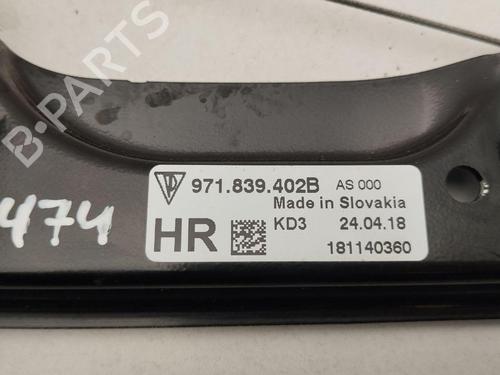 B-PARTS
971.839.402B AS 000
Made in Slovakia
HR KD3 24.04.18
181140360
474